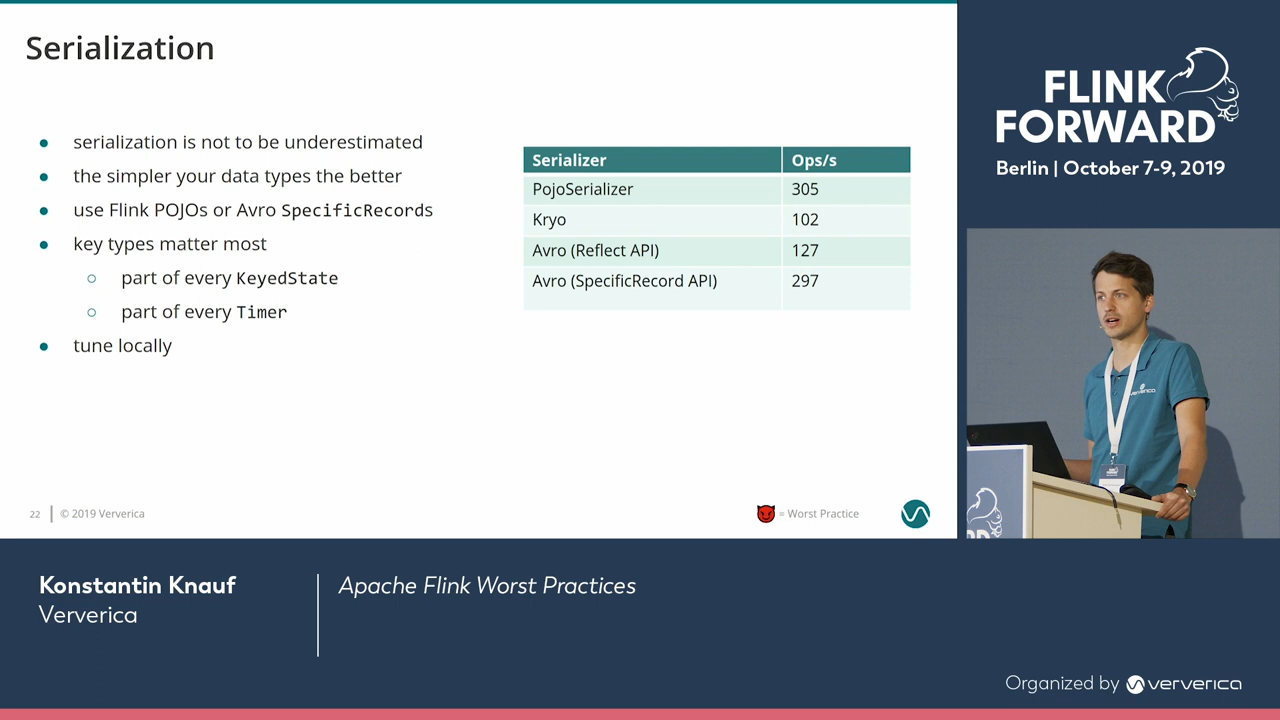 Serialization
● serialization is not to be underestimated
● the simpler your data types the better
● use Flink POJOs or Avro SpecificRecords
● key types matter most
○ part of every KeyedState
○ part of every Timer
● tune locally
Serializer Ops/s
PojoSerializer 305
Kryo 102
Avro (Reflect API) 127
Avro (SpecificRecord API) 297
22 | © 2019 Ververica
= Worst Practice
FLINK
FORWARD
Berlin | October 7-9, 2019
ververica
Konstantin Knauf
Ververica
Apache Flink Worst Practices
Organized by ververica